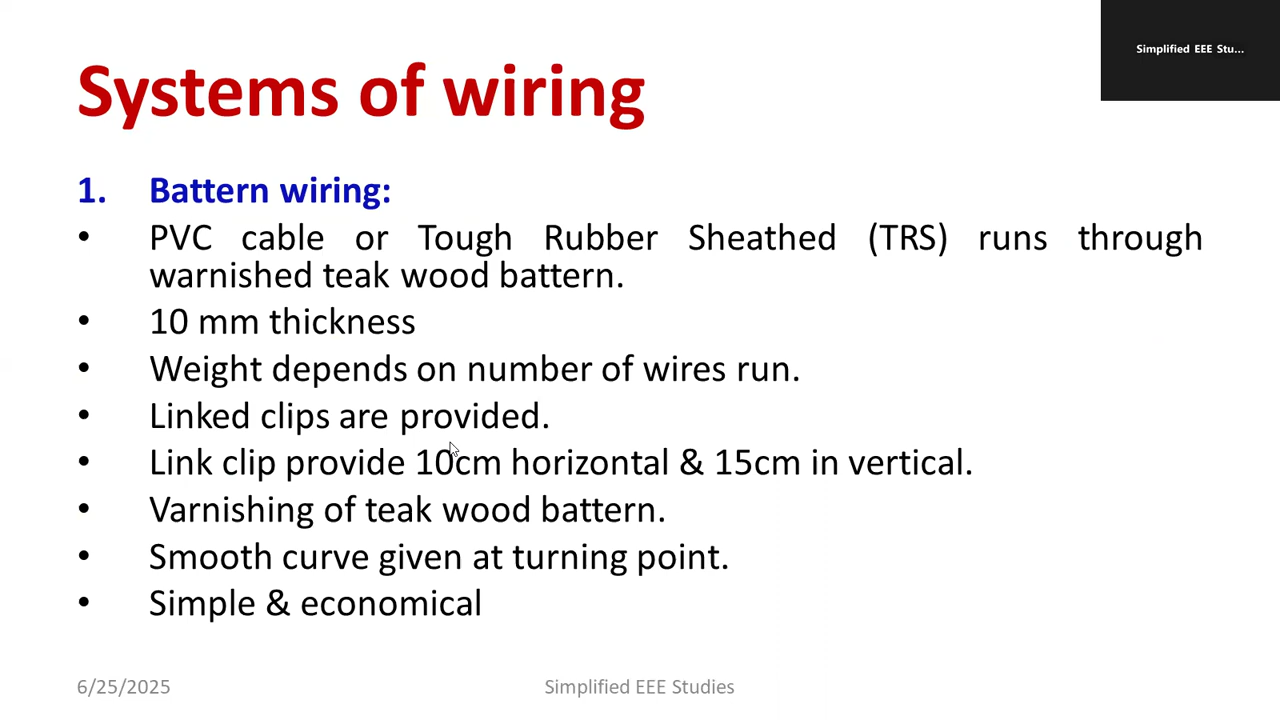 Simplified EEE Stu...
Systems of wiring
1. Battern wiring:
• PVC cable or Tough Rubber Sheathed (TRS) runs through
warnished teak wood battern.
• 10 mm thickness
• Weight depends on number of wires run.
• Linked clips are provided.
• Link clip provide 10cm horizontal & 15cm in vertical.
• Varnishing of teak wood battern.
• Smooth curve given at turning point.
• Simple & economical
6/25/2025 Simplified EEE Studies